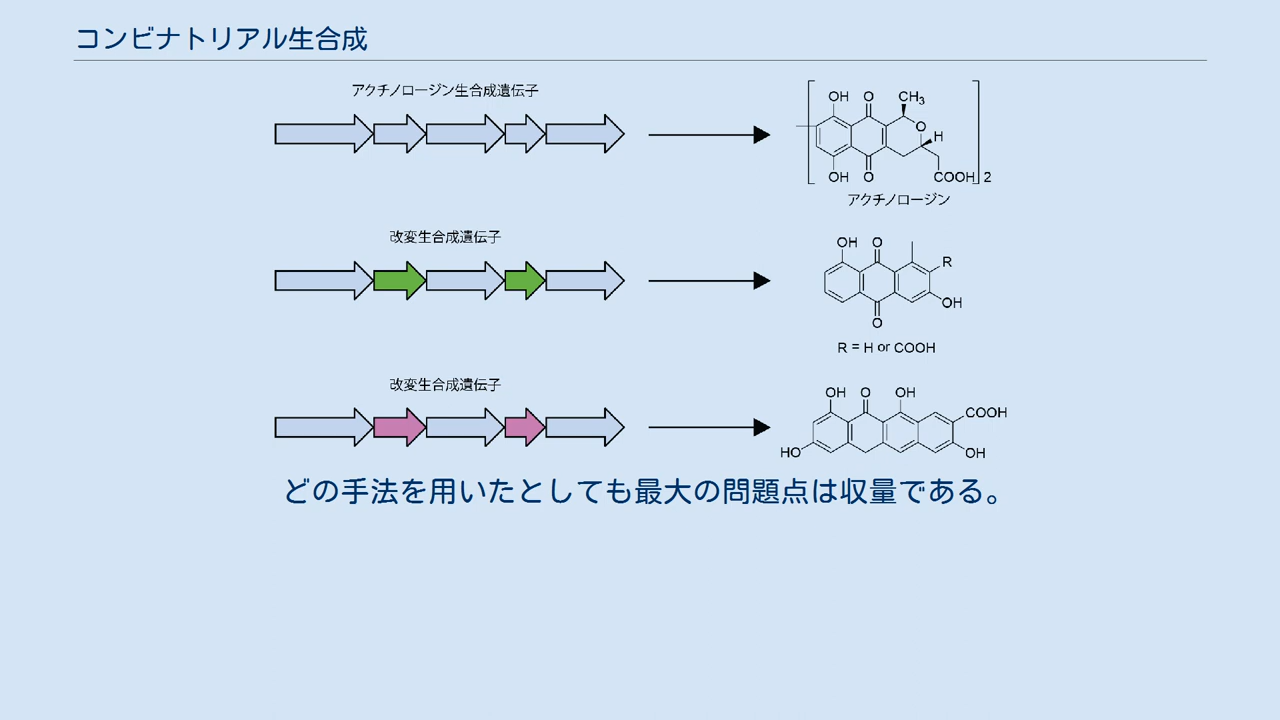 コンビナトリアル生合成
アクチノロージン生合成遺伝子
OH O CH3
O
H
OH O COOH 2
アクチノロージン
改変生合成遺伝子
OH O
R
OH
O
R = H or COOH
改変生合成遺伝子
OH O OH
COOH
HO OH
どの手法を用いたとしても最大の問題点は収量である。